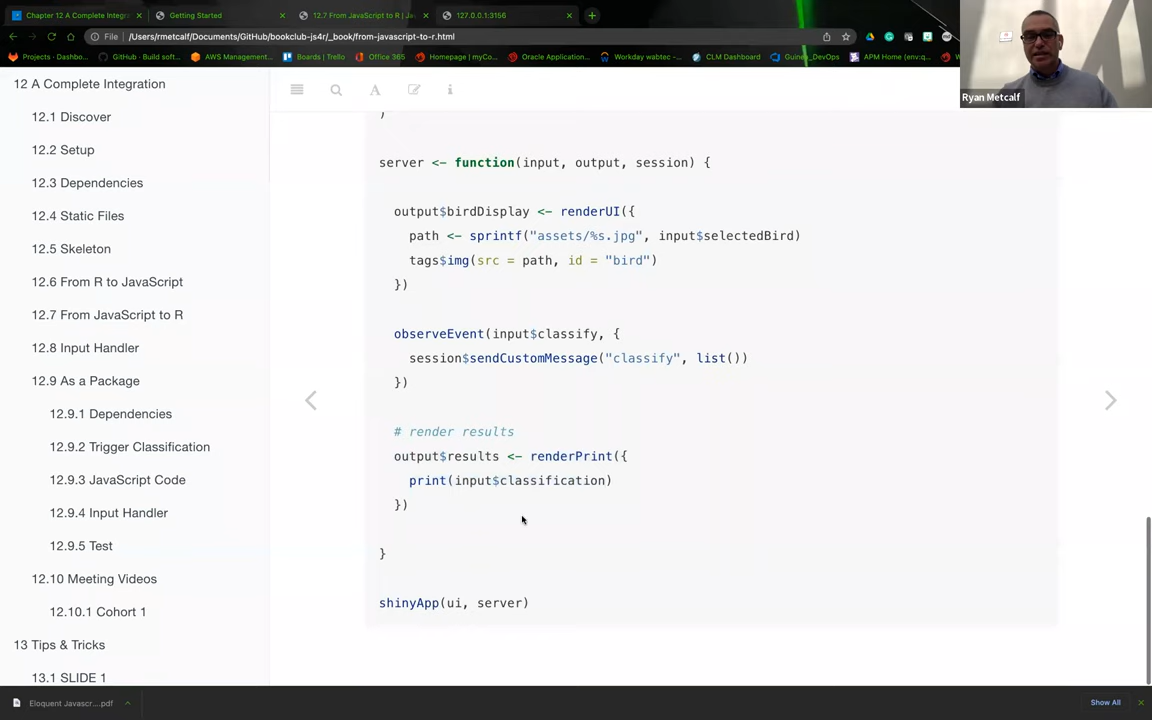 Chapter 12 A Complete Integr
Getting Started
12.7 From JavaScript to R | Ja
127.0.0.1:3156
File | /Users/rmetcalf/Documents/GitHub/bookclub-js4r/_book/from-javascript-to-r.html
Projects · Dashbo...
GitHub · Build soft...
AWS Management...
Boards | Trello
Office 365
Homepage | myCo...
Oracle Application...
Workday wabtec -...
CLM Dashboard
Guinea_DevOps
APM Home (env:q...
Ryan Metcalf
12 A Complete Integration
12.1 Discover
12.2 Setup
12.3 Dependencies
12.4 Static Files
12.5 Skeleton
12.6 From R to JavaScript
12.7 From JavaScript to R
12.8 Input Handler
12.9 As a Package
12.9.1 Dependencies
12.9.2 Trigger Classification
12.9.3 JavaScript Code
12.9.4 Input Handler
12.9.5 Test
12.10 Meeting Videos
12.10.1 Cohort 1
13 Tips & Tricks
13.1 SLIDE 1
)
server <- function(input, output, session) {
output$birdDisplay <- renderUI({
path <- sprintf("assets/%s.jpg", input$selectedBird)
tags$img(src = path, id = "bird")
})
observeEvent(input$classify, {
session$sendCustomMessage("classify", list())
})
# render results
output$results <- renderPrint({
print(input$classification)
})
}
shinyApp(ui, server)
Eloquent Javascr....pdf
Show All